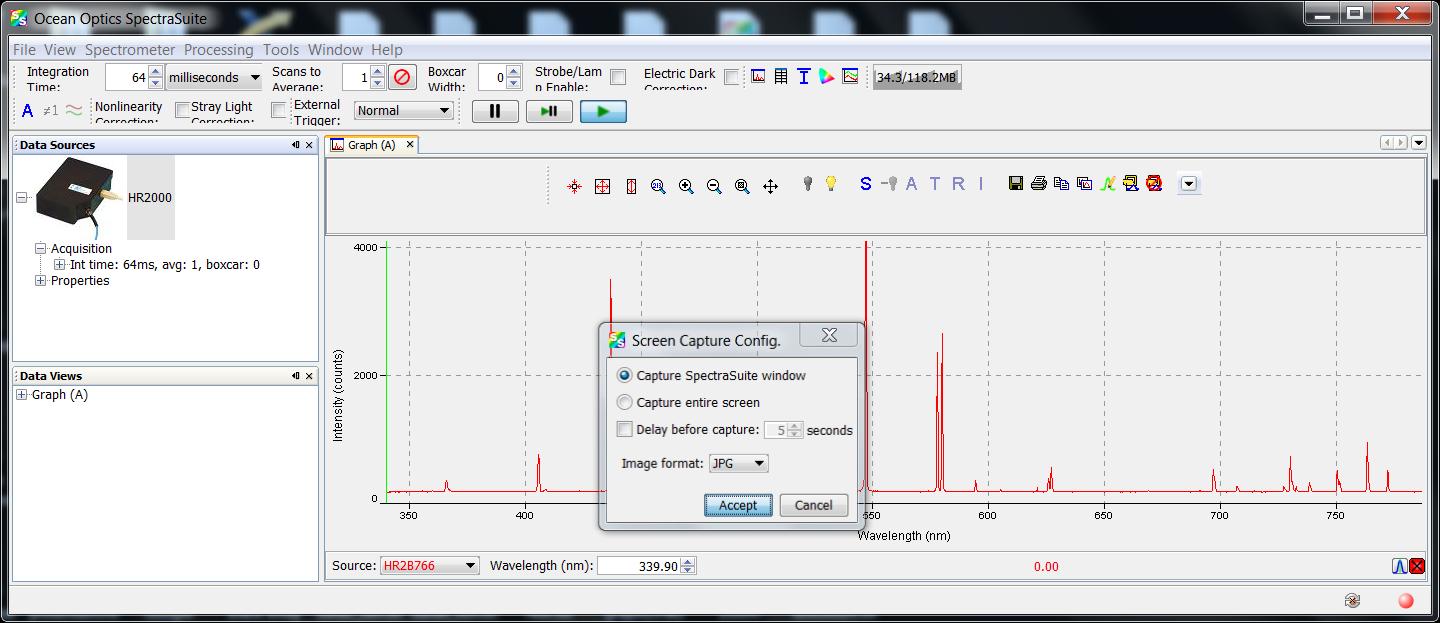 Ocean Optics SpectraSuite
File View Spectrometer Processing Tools Window Help
Integration Time: 64 milliseconds Scans to Average: 1 Boxcar Width: 0 Strobe/Lamp Enable: Electric Dark Correction: 34.3/118.2MB
A ≠1 Nonlinearity Correction: Stray Light Correction: External Trigger: Normal
Data Sources
HR2000
Acquisition
Int time: 64ms, avg: 1, boxcar: 0
Properties
Data Views
Graph (A)
Graph (A)
S A T R I
4000
2000
0
Intensity (counts)
350 400 550 600 650 700 750
Wavelength (nm)
Screen Capture Config.
Capture SpectraSuite window
Capture entire screen
Delay before capture: 5 seconds
Image format: JPG
Accept Cancel
Source: HR2B766 Wavelength (nm): 339.90 0.00